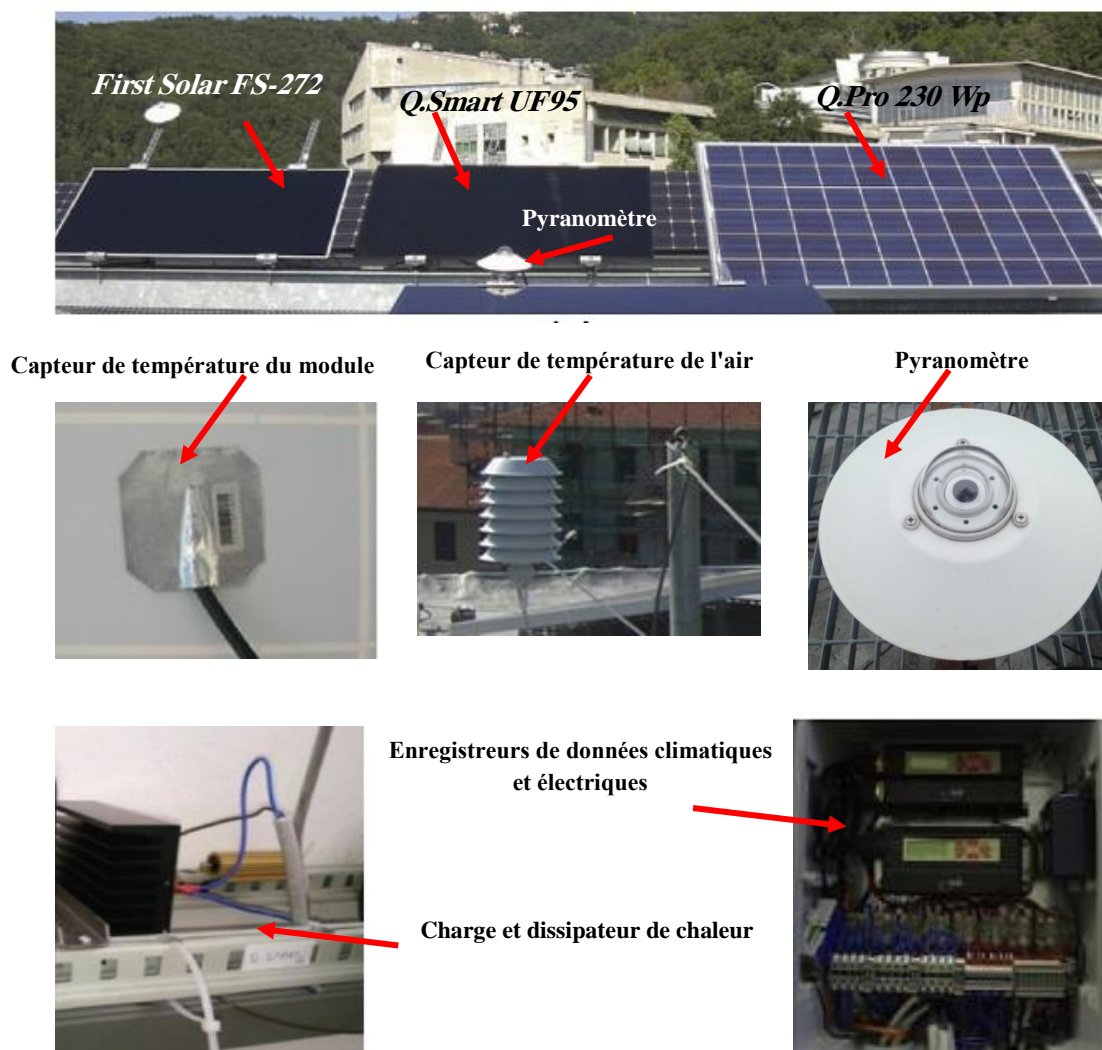 First Solar FS-272
Q.Smart UF95
Q.Pro 230 Wp
Pyranomètre
Capteur de température du module
Capteur de température de l'air
Pyranomètre
Enregistreurs de données climatiques
et électriques
Charge et dissipateur de chaleur